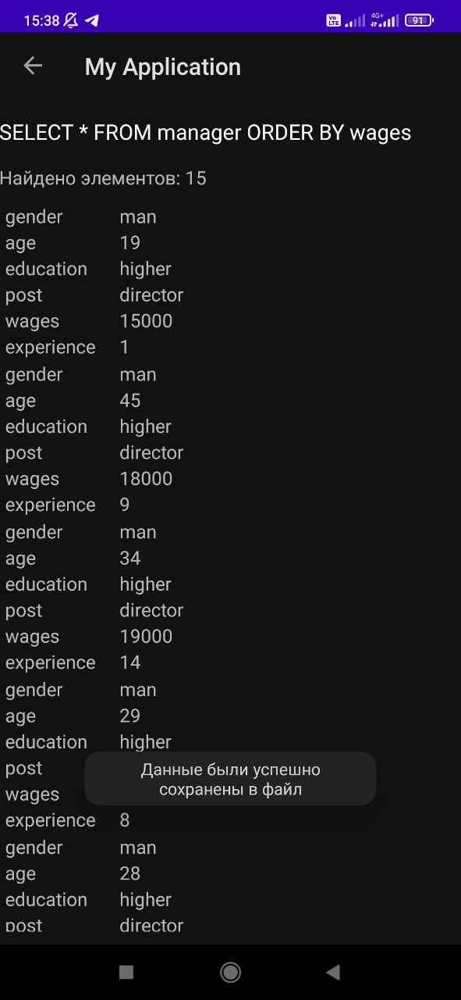 15:38 Vo LTE 4G+ 91
My Application
SELECT * FROM manager ORDER BY wages
Найдено элементов: 15
gender man
age 19
education higher
post director
wages 15000
experience 1
gender man
age 45
education higher
post director
wages 18000
experience 9
gender man
age 34
education higher
post director
wages 19000
experience 14
gender man
age 29
education higher
post
wages
Данные были успешно
сохранены в файл
experience 8
gender man
age 28
education higher
post director